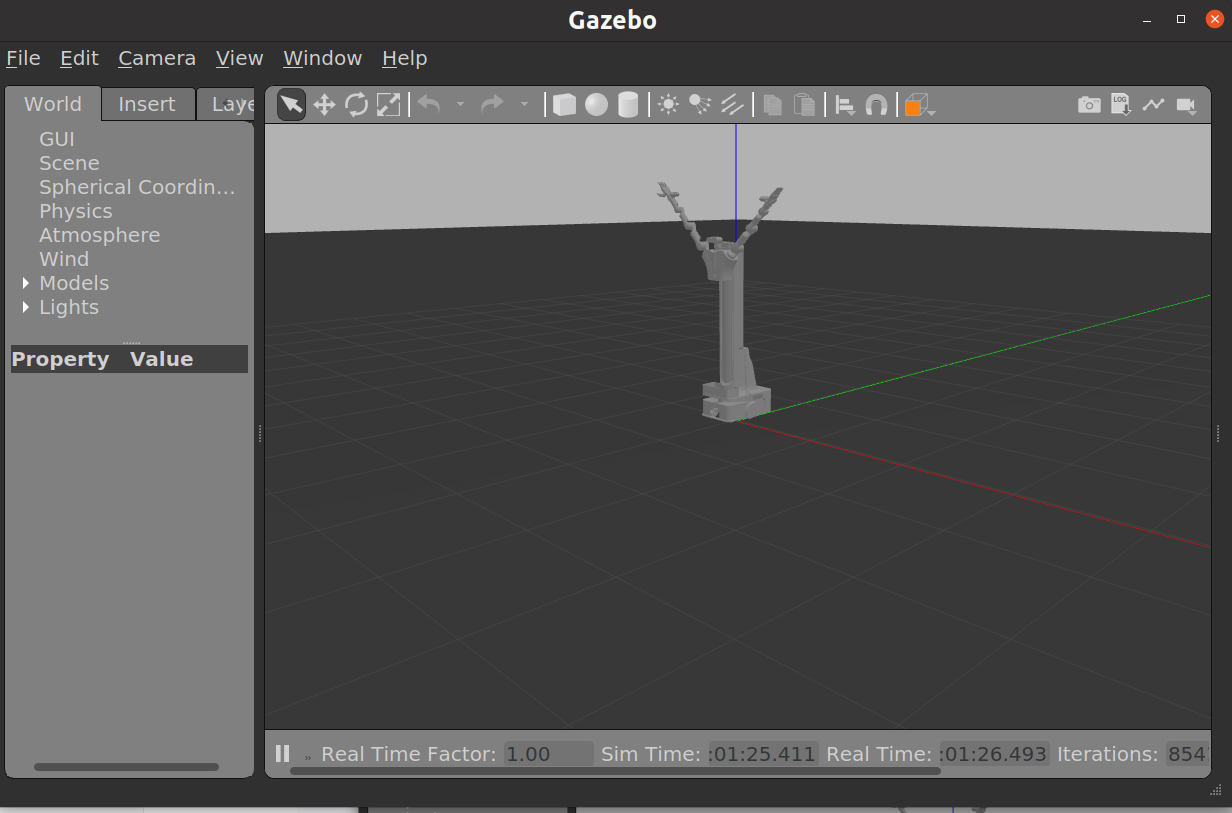 Gazebo
File Edit Camera View Window Help
World Insert Laye
LOG
GUI
Scene
Spherical Coordin...
Physics
Atmosphere
Wind
Models
Lights
Property Value
Real Time Factor: 1.00 Sim Time: :01:25.411 Real Time: :01:26.493 Iterations: 854